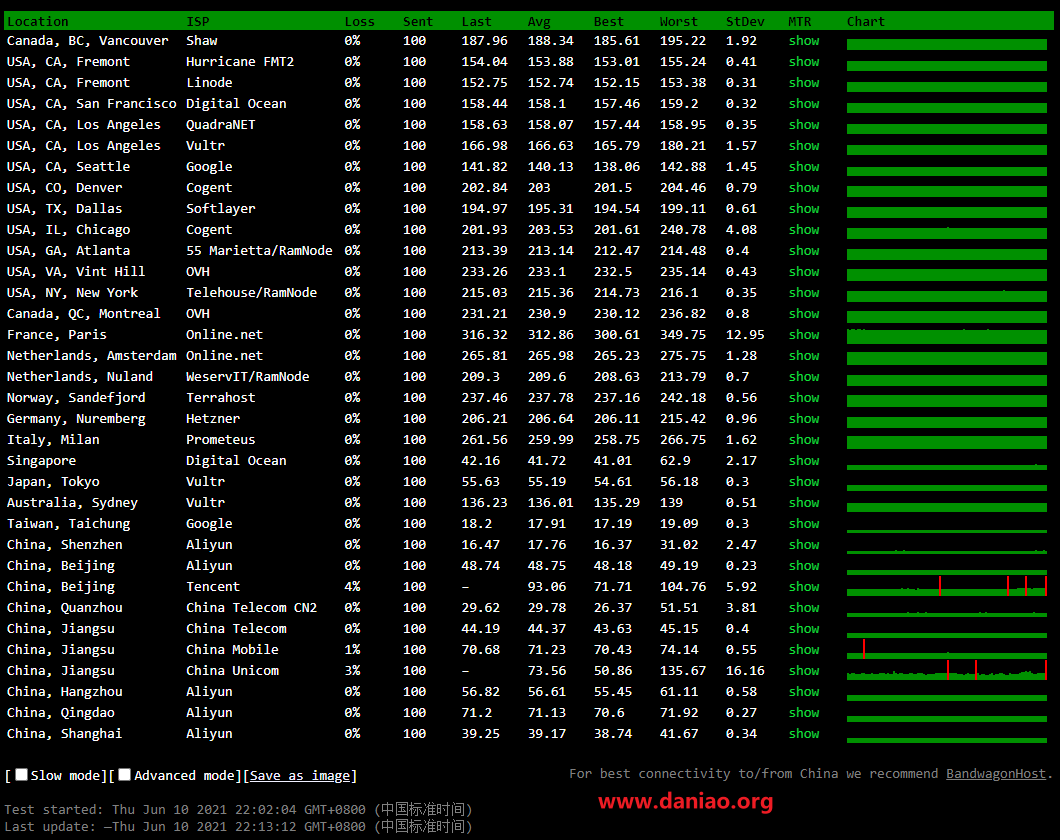 Location ISP Loss Sent Last Avg Best Worst StDev MTR Chart
Canada, BC, Vancouver Shaw 0% 100 187.96 188.34 185.61 195.22 1.92 show
USA, CA, Fremont Hurricane FMT2 0% 100 154.04 153.88 153.01 155.24 0.41 show
USA, CA, Fremont Linode 0% 100 152.75 152.74 152.15 153.38 0.31 show
USA, CA, San Francisco Digital Ocean 0% 100 158.44 158.1 157.46 159.2 0.32 show
USA, CA, Los Angeles QuadraNET 0% 100 158.63 158.07 157.44 158.95 0.35 show
USA, CA, Los Angeles Vultr 0% 100 166.98 166.63 165.79 180.21 1.57 show
USA, CA, Seattle Google 0% 100 141.82 140.13 138.06 142.88 1.45 show
USA, CO, Denver Cogent 0% 100 202.84 203 201.5 204.46 0.79 show
USA, TX, Dallas Softlayer 0% 100 194.97 195.31 194.54 199.11 0.61 show
USA, IL, Chicago Cogent 0% 100 201.93 203.53 201.61 240.78 4.08 show
USA, GA, Atlanta 55 Marietta/RamNode 0% 100 213.39 213.14 212.47 214.48 0.4 show
USA, VA, Vint Hill OVH 0% 100 233.26 233.1 232.5 235.14 0.43 show
USA, NY, New York Telehouse/RamNode 0% 100 215.03 215.36 214.73 216.1 0.35 show
Canada, QC, Montreal OVH 0% 100 231.21 230.9 230.12 236.82 0.8 show
France, Paris Online.net 0% 100 316.32 312.86 300.61 349.75 12.95 show
Netherlands, Amsterdam Online.net 0% 100 265.81 265.98 265.23 275.75 1.28 show
Netherlands, Nuland WeservIT/RamNode 0% 100 209.3 209.6 208.63 213.79 0.7 show
Norway, Sandefjord Terrahost 0% 100 237.46 237.78 237.16 242.18 0.56 show
Germany, Nuremberg Hetzner 0% 100 206.21 206.64 206.11 215.42 0.96 show
Italy, Milan Prometeus 0% 100 261.56 259.99 258.75 266.75 1.62 show
Singapore Digital Ocean 0% 100 42.16 41.72 41.01 62.9 2.17 show
Japan, Tokyo Vultr 0% 100 55.63 55.19 54.61 56.18 0.3 show
Australia, Sydney Vultr 0% 100 136.23 136.01 135.29 139 0.51 show
Taiwan, Taichung Google 0% 100 18.2 17.91 17.19 19.09 0.3 show
China, Shenzhen Aliyun 0% 100 16.47 17.76 16.37 31.02 2.47 show
China, Beijing Aliyun 0% 100 48.74 48.75 48.18 49.19 0.23 show
China, Beijing Tencent 4% 100 – 93.06 71.71 104.76 5.92 show
China, Quanzhou China Telecom CN2 0% 100 29.62 29.78 26.37 51.51 3.81 show
China, Jiangsu China Telecom 0% 100 44.19 44.37 43.63 45.15 0.4 show
China, Jiangsu China Mobile 1% 100 70.68 71.23 70.43 74.14 0.55 show
China, Jiangsu China Unicom 3% 100 – 73.56 50.86 135.67 16.16 show
China, Hangzhou Aliyun 0% 100 56.82 56.61 55.45 61.11 0.58 show
China, Qingdao Aliyun 0% 100 71.2 71.13 70.6 71.92 0.27 show
China, Shanghai Aliyun 0% 100 39.25 39.17 38.74 41.67 0.34 show
[ Slow mode][ Advanced mode][Save as image] For best connectivity to/from China we recommend BandwagonHost.
www.daniao.org
Test started: Thu Jun 10 2021 22:02:04 GMT+0800 (中国标准时间)
Last update: –Thu Jun 10 2021 22:13:12 GMT+0800 (中国标准时间)